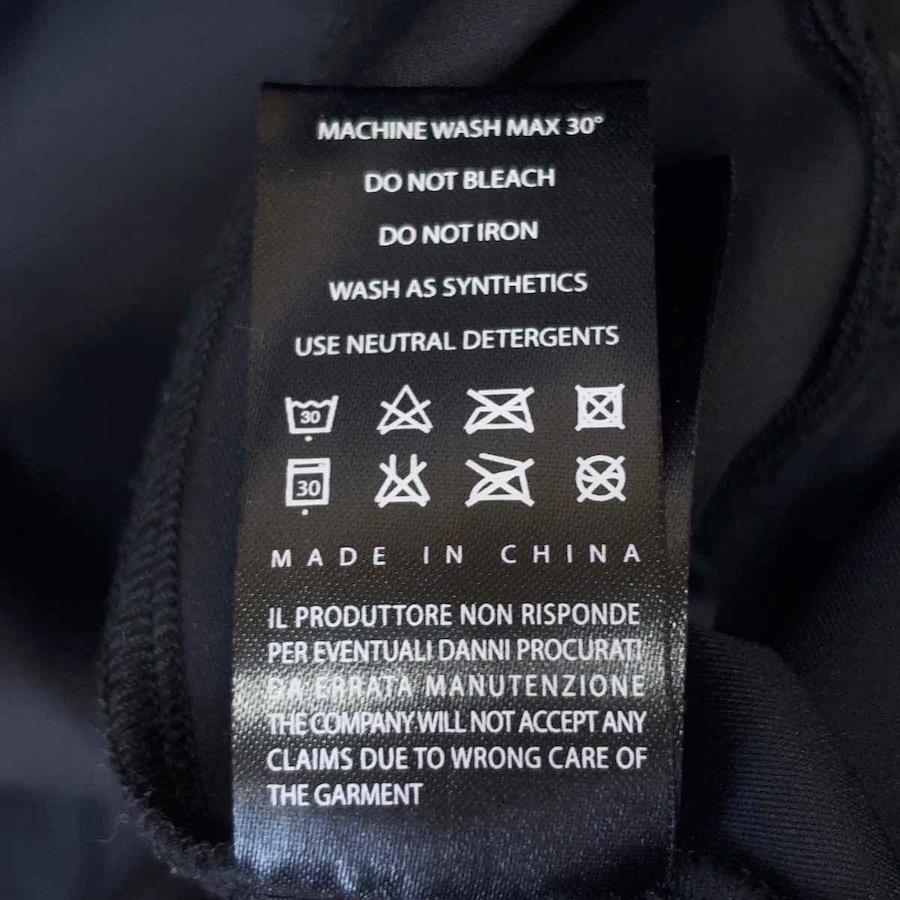 MACHINE WASH MAX 30°
DO NOT BLEACH
DO NOT IRON
WASH AS SYNTHETICS
USE NEUTRAL DETERGENTS
30
30
MADE IN CHINA
IL PRODUTTORE NON RISPONDE
PER EVENTUALI DANNI PROCURATI
DA ERRATA MANUTENZIONE
THE COMPANY WILL NOT ACCEPT ANY
CLAIMS DUE TO WRONG CARE OF
THE GARMENT